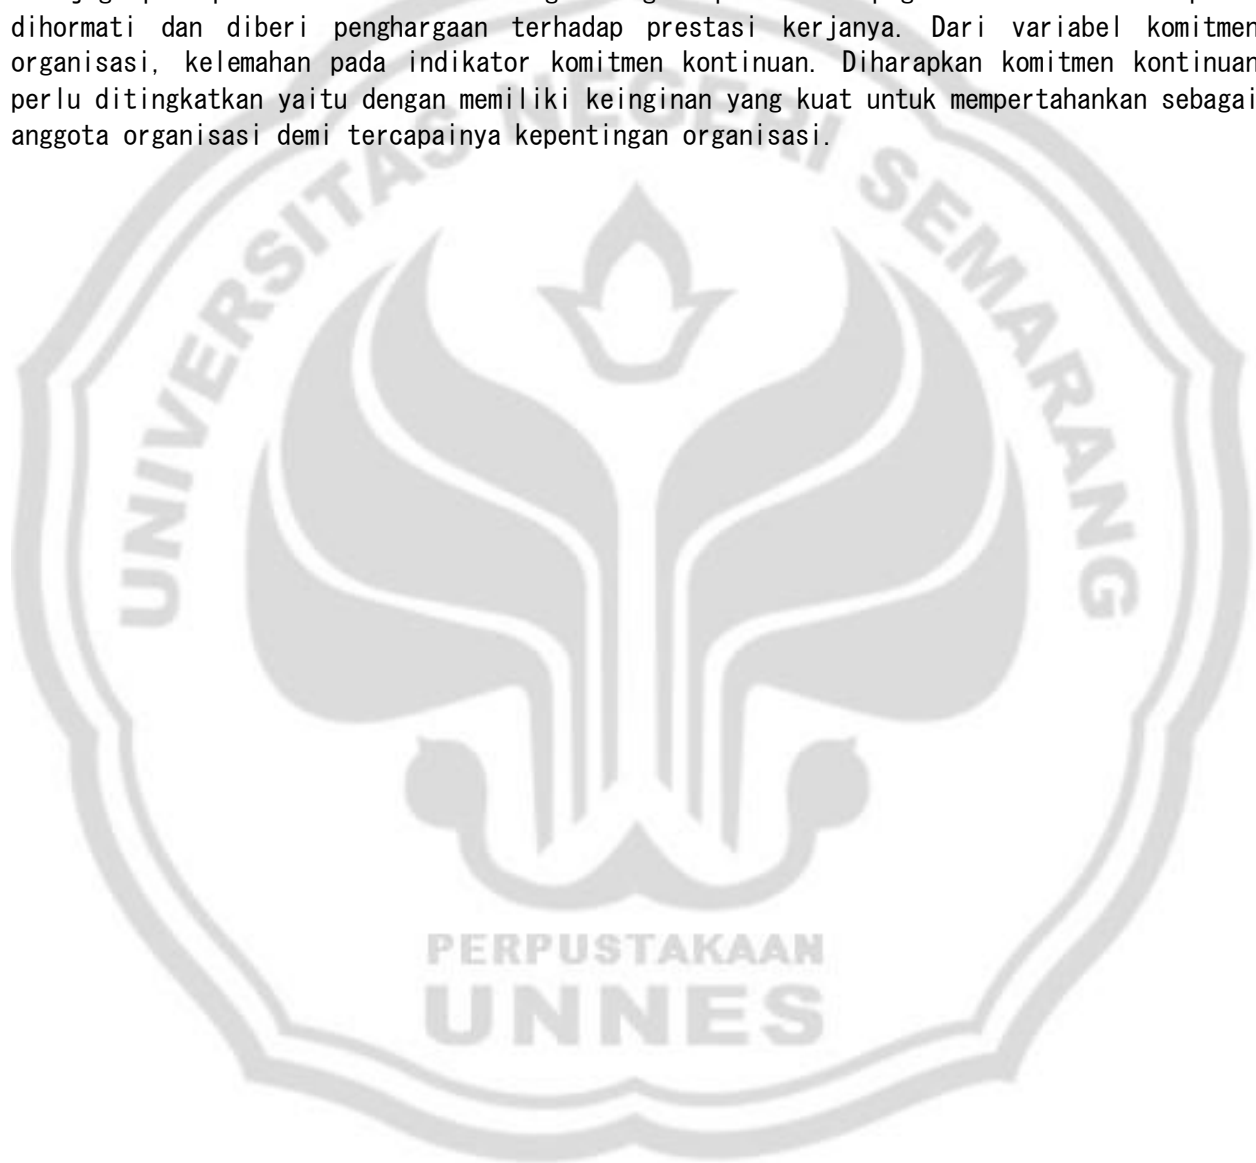 dihormati dan diberi penghargaan terhadap prestasi kerjanya. Dari variabel komitmen
organisasi, kelemahan pada indikator komitmen kontinuan. Diharapkan komitmen kontinuan
perlu ditingkatkan yaitu dengan memiliki keinginan yang kuat untuk mempertahankan sebagai
anggota organisasi demi tercapainya kepentingan organisasi.
UNIVERSITAS NEGERI SEMARANG
PERPUSTAKAAN
UNNES